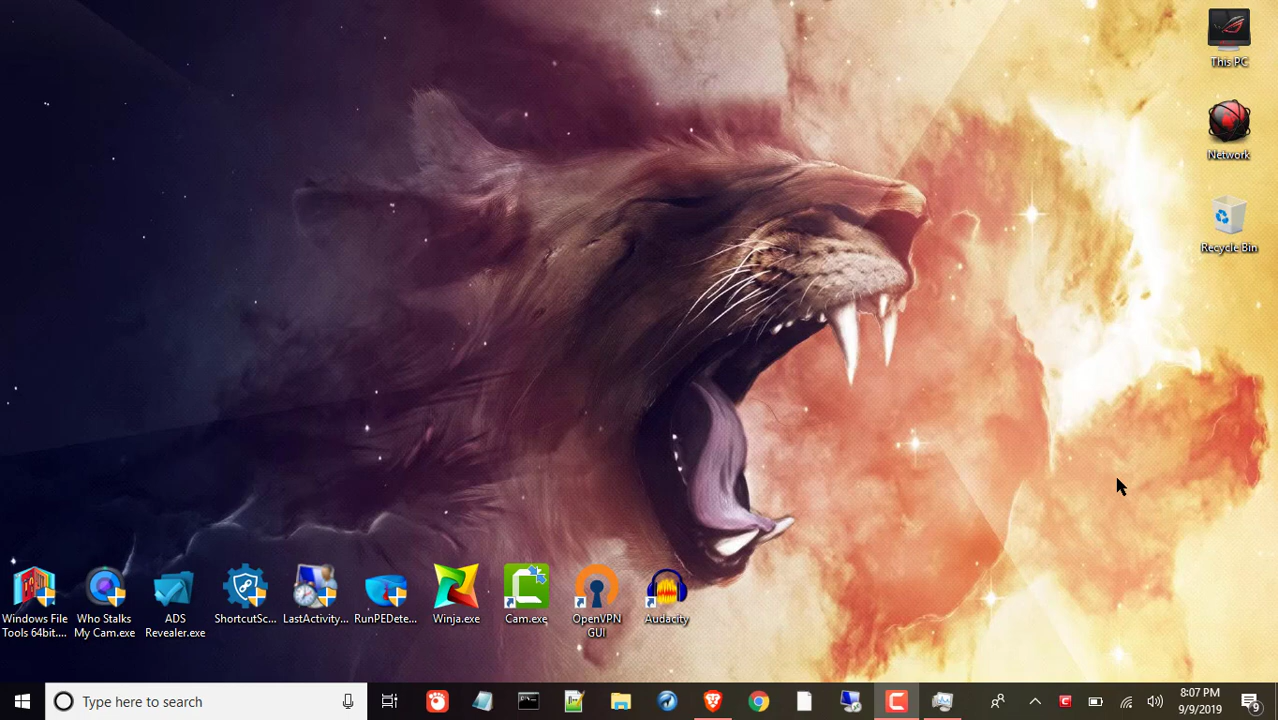 This PC
Network
Recycle Bin
Windows File
Tools 64bit....
Who Stalks
My Cam.exe
ADS
Revealer.exe
ShortcutSc...
LastActivity...
RunPEDete...
Winja.exe
Cam.exe
OpenVPN
GUI
Audacity
Type here to search
8:07 PM
9/9/2019
9